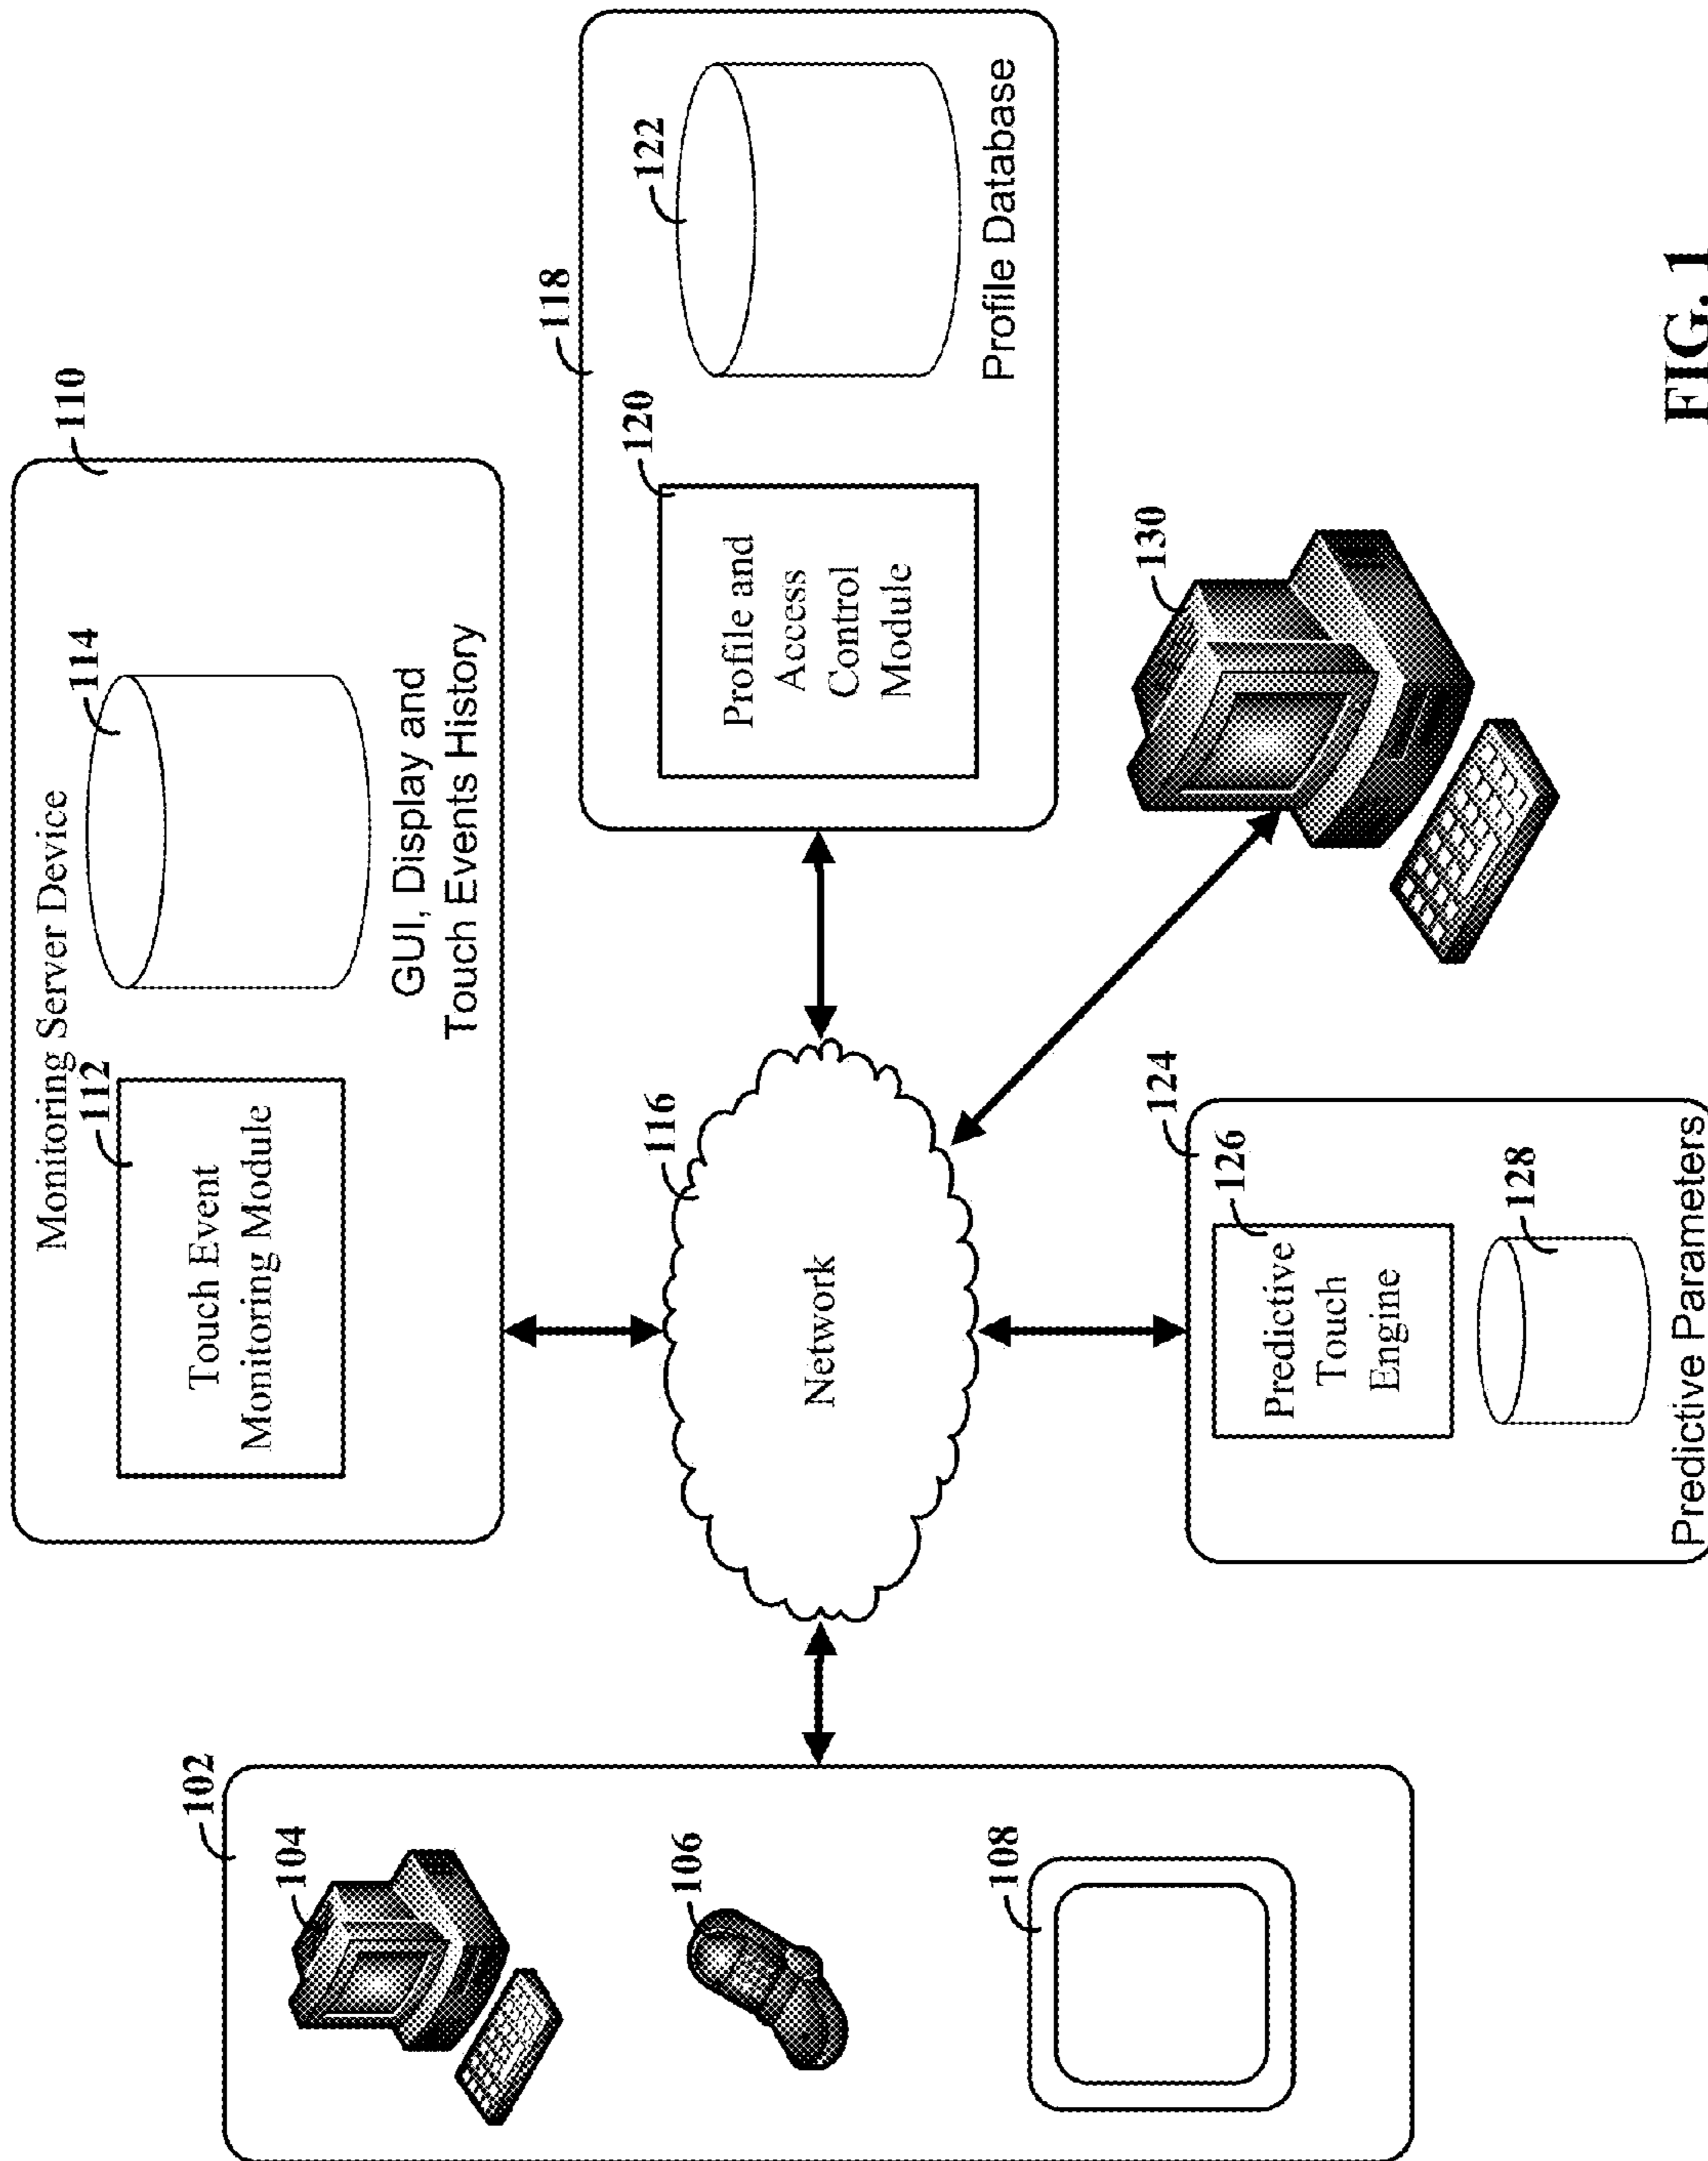 Monitoring Server Device
110
112
Touch Event
Monitoring Module
114
GUI, Display and
Touch Events History
102
104
106
108
116
Network
118
120
Profile and
Access
Control
Module
122
Profile Database
124
126
Predictive
Touch
Engine
128
Predictive Parameters
130
FIG. 1